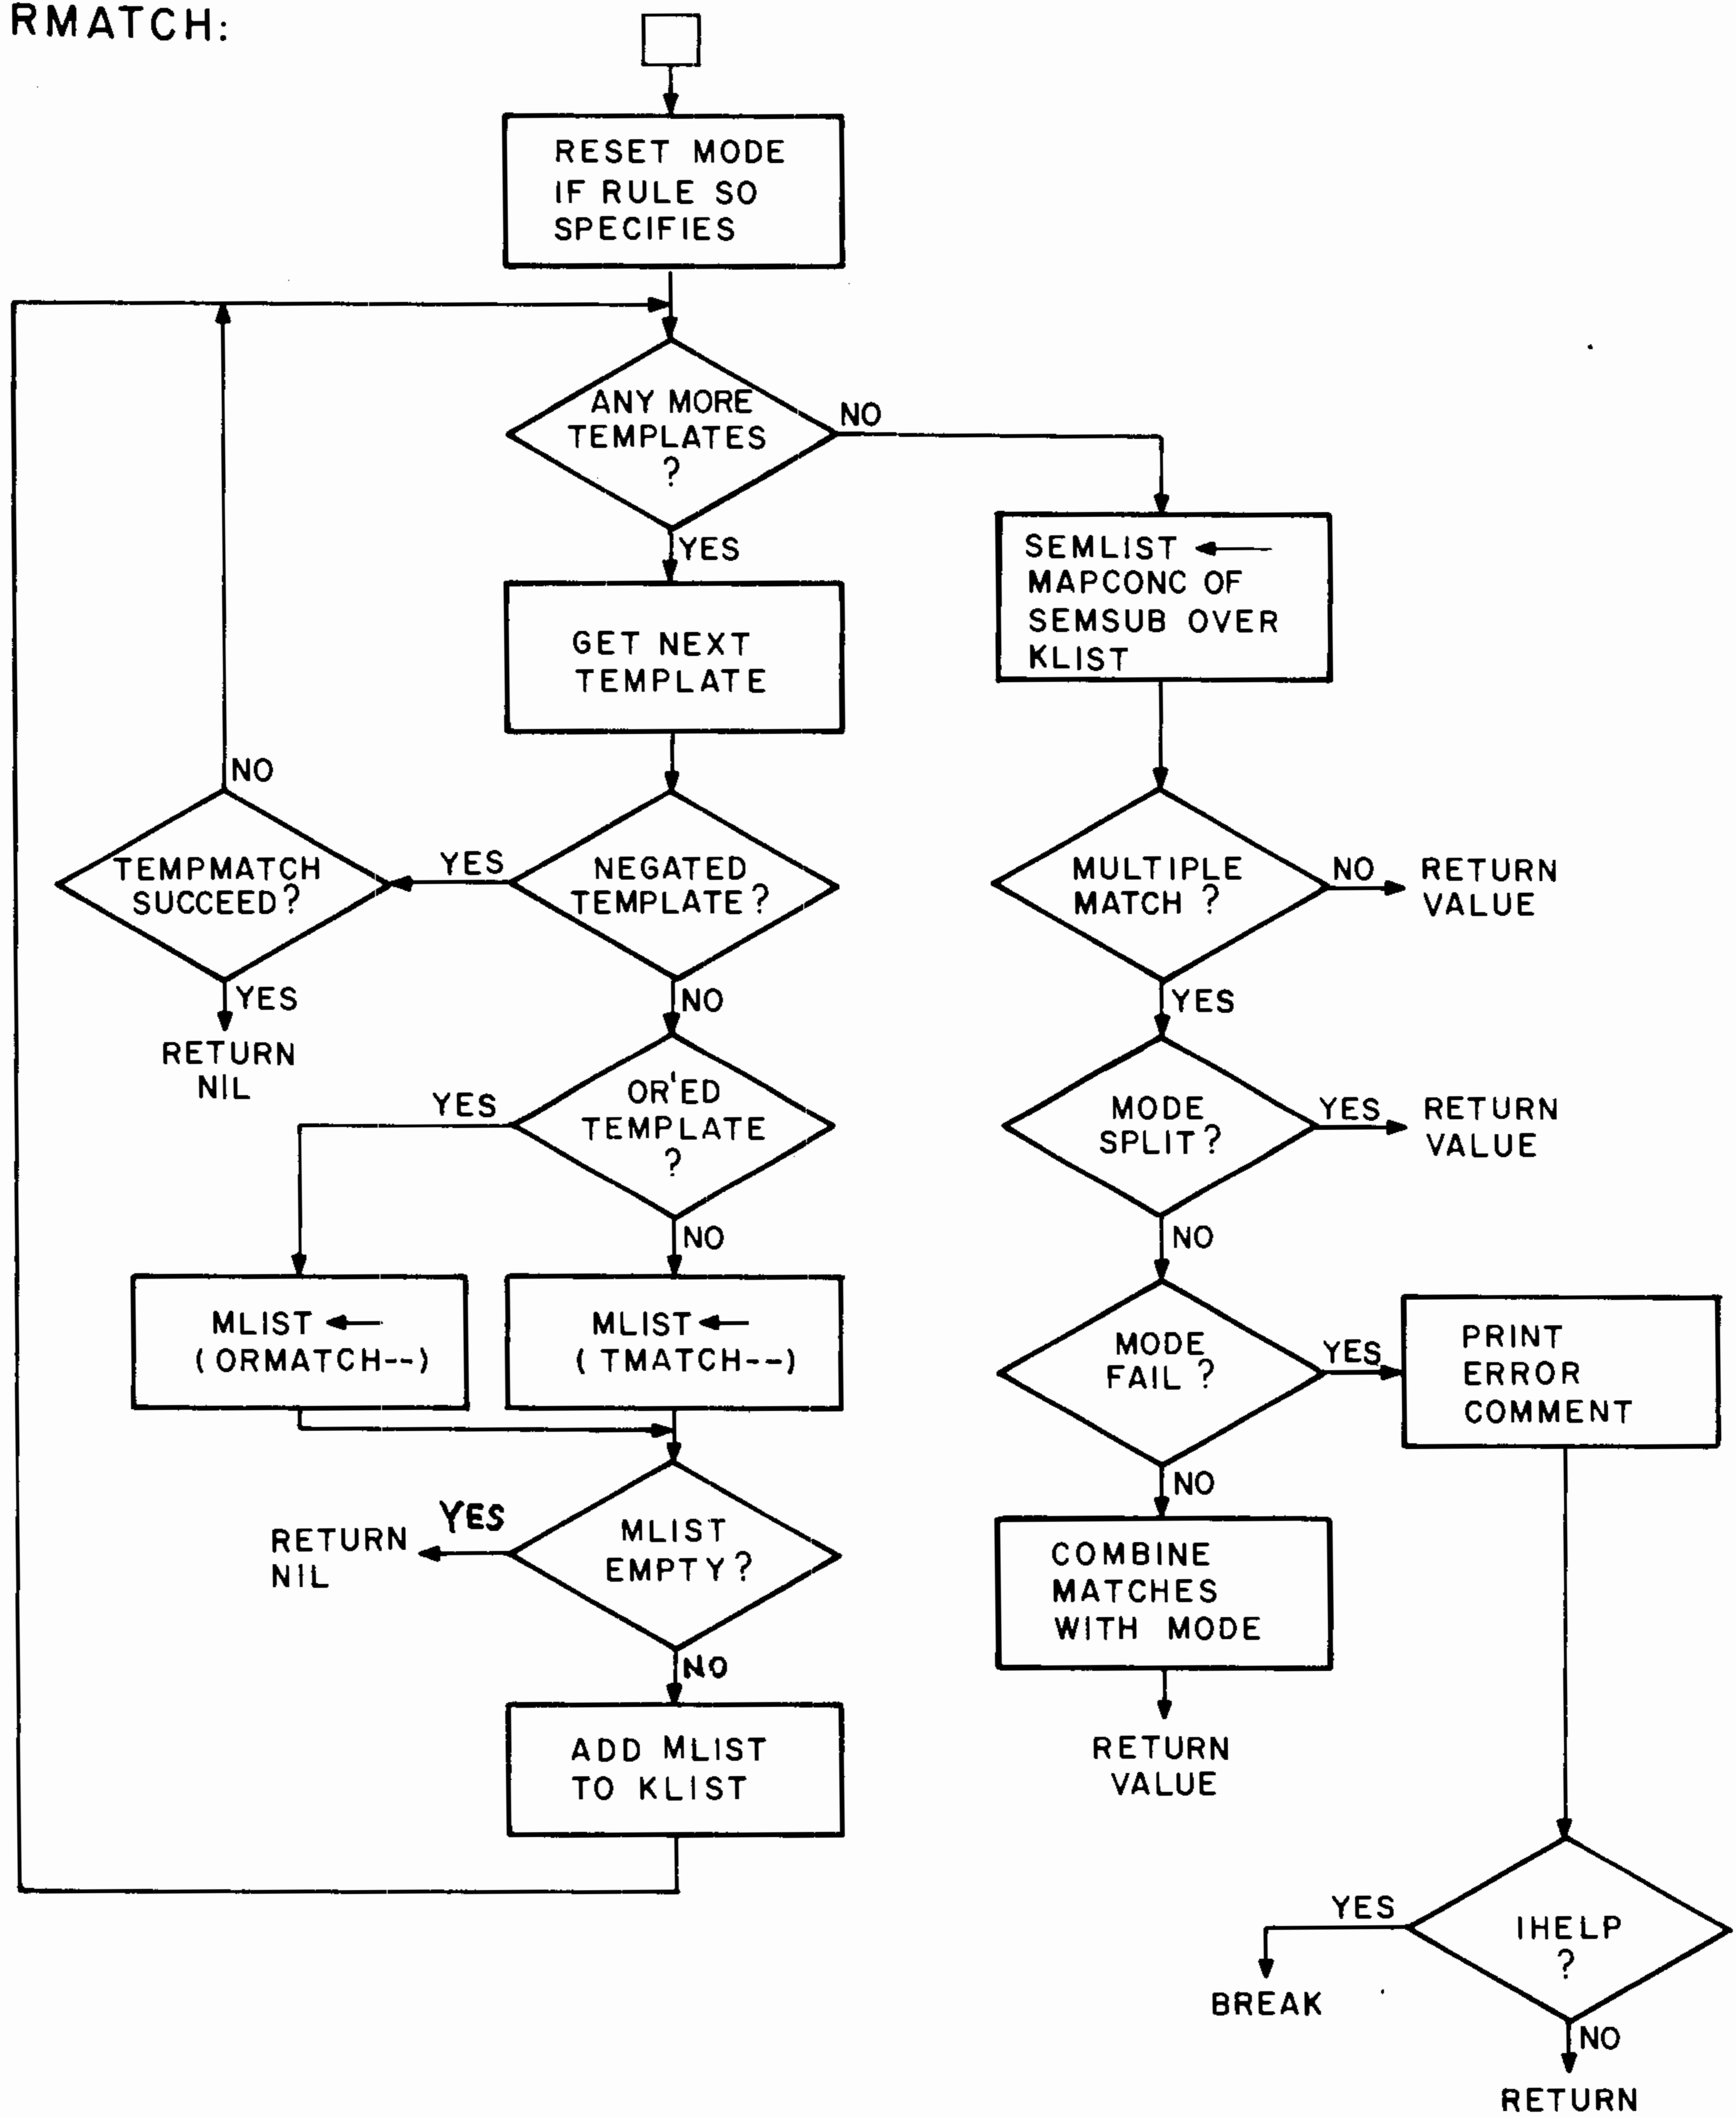 RMATCH:
RESET MODE
IF RULE SO
SPECIFIES
ANY MORE
TEMPLATES
?
NO
YES
SEMLIST ←
MAPCONC OF
SEMSUB OVER
KLIST
GET NEXT
TEMPLATE
NO
TEMPMATCH
SUCCEED?
YES
NEGATED
TEMPLATE?
MULTIPLE
MATCH ?
NO
RETURN
VALUE
YES
RETURN
NIL
NO
YES
OR'ED
TEMPLATE
?
YES
MODE
SPLIT?
YES
RETURN
VALUE
NO
NO
MLIST ←
(ORMATCH--)
MLIST ←
(TMATCH--)
MODE
FAIL ?
YES
PRINT
ERROR
COMMENT
NO
RETURN
NIL
YES
MLIST
EMPTY?
COMBINE
MATCHES
WITH MODE
NO
ADD MLIST
TO KLIST
RETURN
VALUE
YES
IHELP
?
BREAK
NO
RETURN